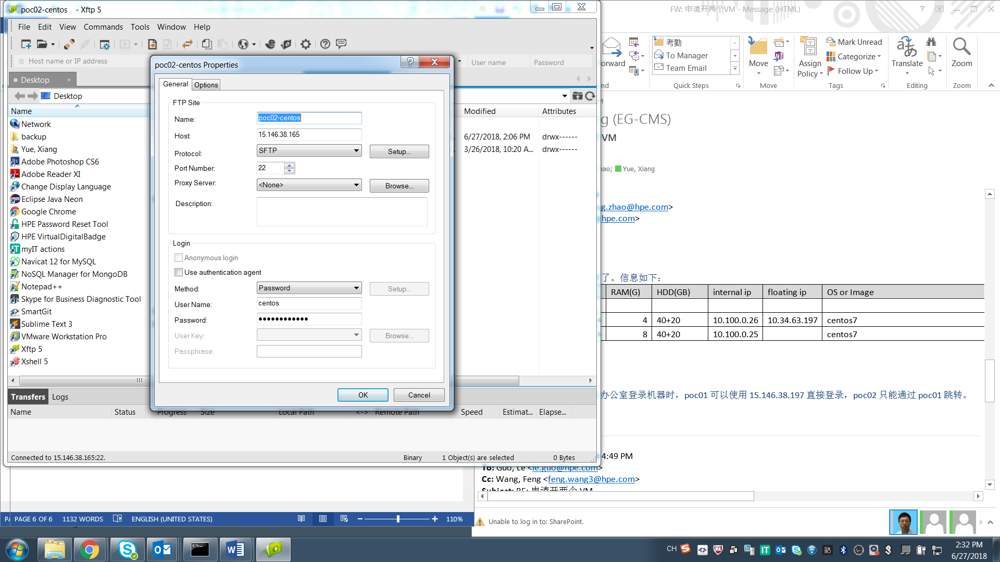 poc02-centos - Xftp 5
File Edit View Commands Tools Window Help
Host name or IP address
User name
Password
Desktop
Desktop
Name
Network
backup
Yue, Xiang
Adobe Photoshop CS6
Adobe Reader XI
Change Display Language
Eclipse Java Neon
Google Chrome
HPE Password Reset Tool
HPE VirtualDigitalBadge
myIT actions
Navicat 12 for MySQL
NoSQL Manager for MongoDB
Notepad++
Skype for Business Diagnostic Tool
SmartGit
Sublime Text 3
VMware Workstation Pro
Xftp 5
Xshell 5
Modified Attributes
6/27/2018, 2:06 PM drwx------
3/26/2018, 10:20 A... drwx------
poc02-centos Properties
General Options
FTP Site
Name: poc02-centos
Host: 15.146.38.165
Protocol: SFTP Setup...
Port Number: 22
Proxy Server: <None> Browse...
Description:
Login
Anonymous login
Use authentication agent
Method: Password Setup...
User Name: centos
Password: ••••••••••••
User Key: Browse...
Passphrase:
OK Cancel
Transfers Logs
Name Status Progress Size Local Path <-> Remote Path Speed Estimat... Elapse...
Connected to 15.146.38.165:22.
Binary 1 Object(s) are selected 0 Bytes
FW: 申请开两个VM - Message (HTML)
orward
考勤
To Manager
Team Email
Quick Steps
Move
Move
Assign Policy
Mark Unread
Categorize
Follow Up
Tags
Translate
Editing
Zoom
Zoom
nd
g (EG-CMS)
VM
hao; Yue, Xiang
g.zhao@hpe.com>
hpe.com>
了。信息如下：
RAM(G) HDD(GB) internal ip floating ip OS or Image
4 40+20 10.100.0.26 10.34.63.197 centos7
8 40+20 10.100.0.25 centos7
办公室登录机器时，poc01 可以使用 15.146.38.197 直接登录，poc02 只能通过 poc01 跳转。
4:49 PM
To: Guo, Le <le.guo@hpe.com>
Cc: Wang, Feng <feng.wang3@hpe.com>
Subject: RE: 申请开两个 VM
Unable to log in to: SharePoint.
PA PAGE 6 OF 6 1132 WORDS ENGLISH (UNITED STATES) 110%
CH
2:32 PM
6/27/2018